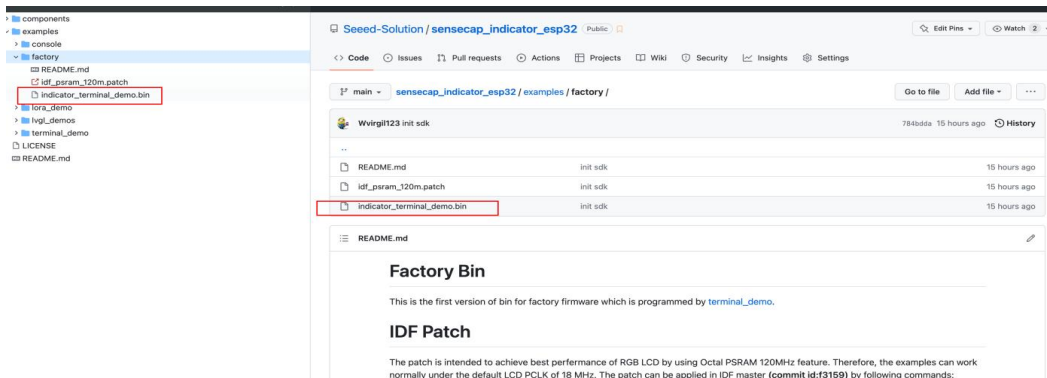 components
examples
console
factory
README.md
idf_psram_120m.patch
indicator_terminal_demo.bin
lora_demo
lvgl_demos
terminal_demo
LICENSE
README.md
Seeed-Solution / sensecap_indicator_esp32 Public
Edit Pins Watch 2
Code Issues Pull requests Actions Projects Wiki Security Insights Settings
main sensecap_indicator_esp32 / examples / factory /
Go to file Add file ...
Wvirgil123 init sdk 784bdda 15 hours ago History
..
README.md init sdk 15 hours ago
idf_psram_120m.patch init sdk 15 hours ago
indicator_terminal_demo.bin init sdk 15 hours ago
README.md
Factory Bin
This is the first version of bin for factory firmware which is programmed by terminal_demo.
IDF Patch
The patch is intended to achieve best perfermance of RGB LCD by using Octal PSRAM 120MHz feature. Therefore, the examples can work
normally under the default LCD PCLK of 18 MHz. The patch can be applied in IDF master (commit id:f3159) by following commands: